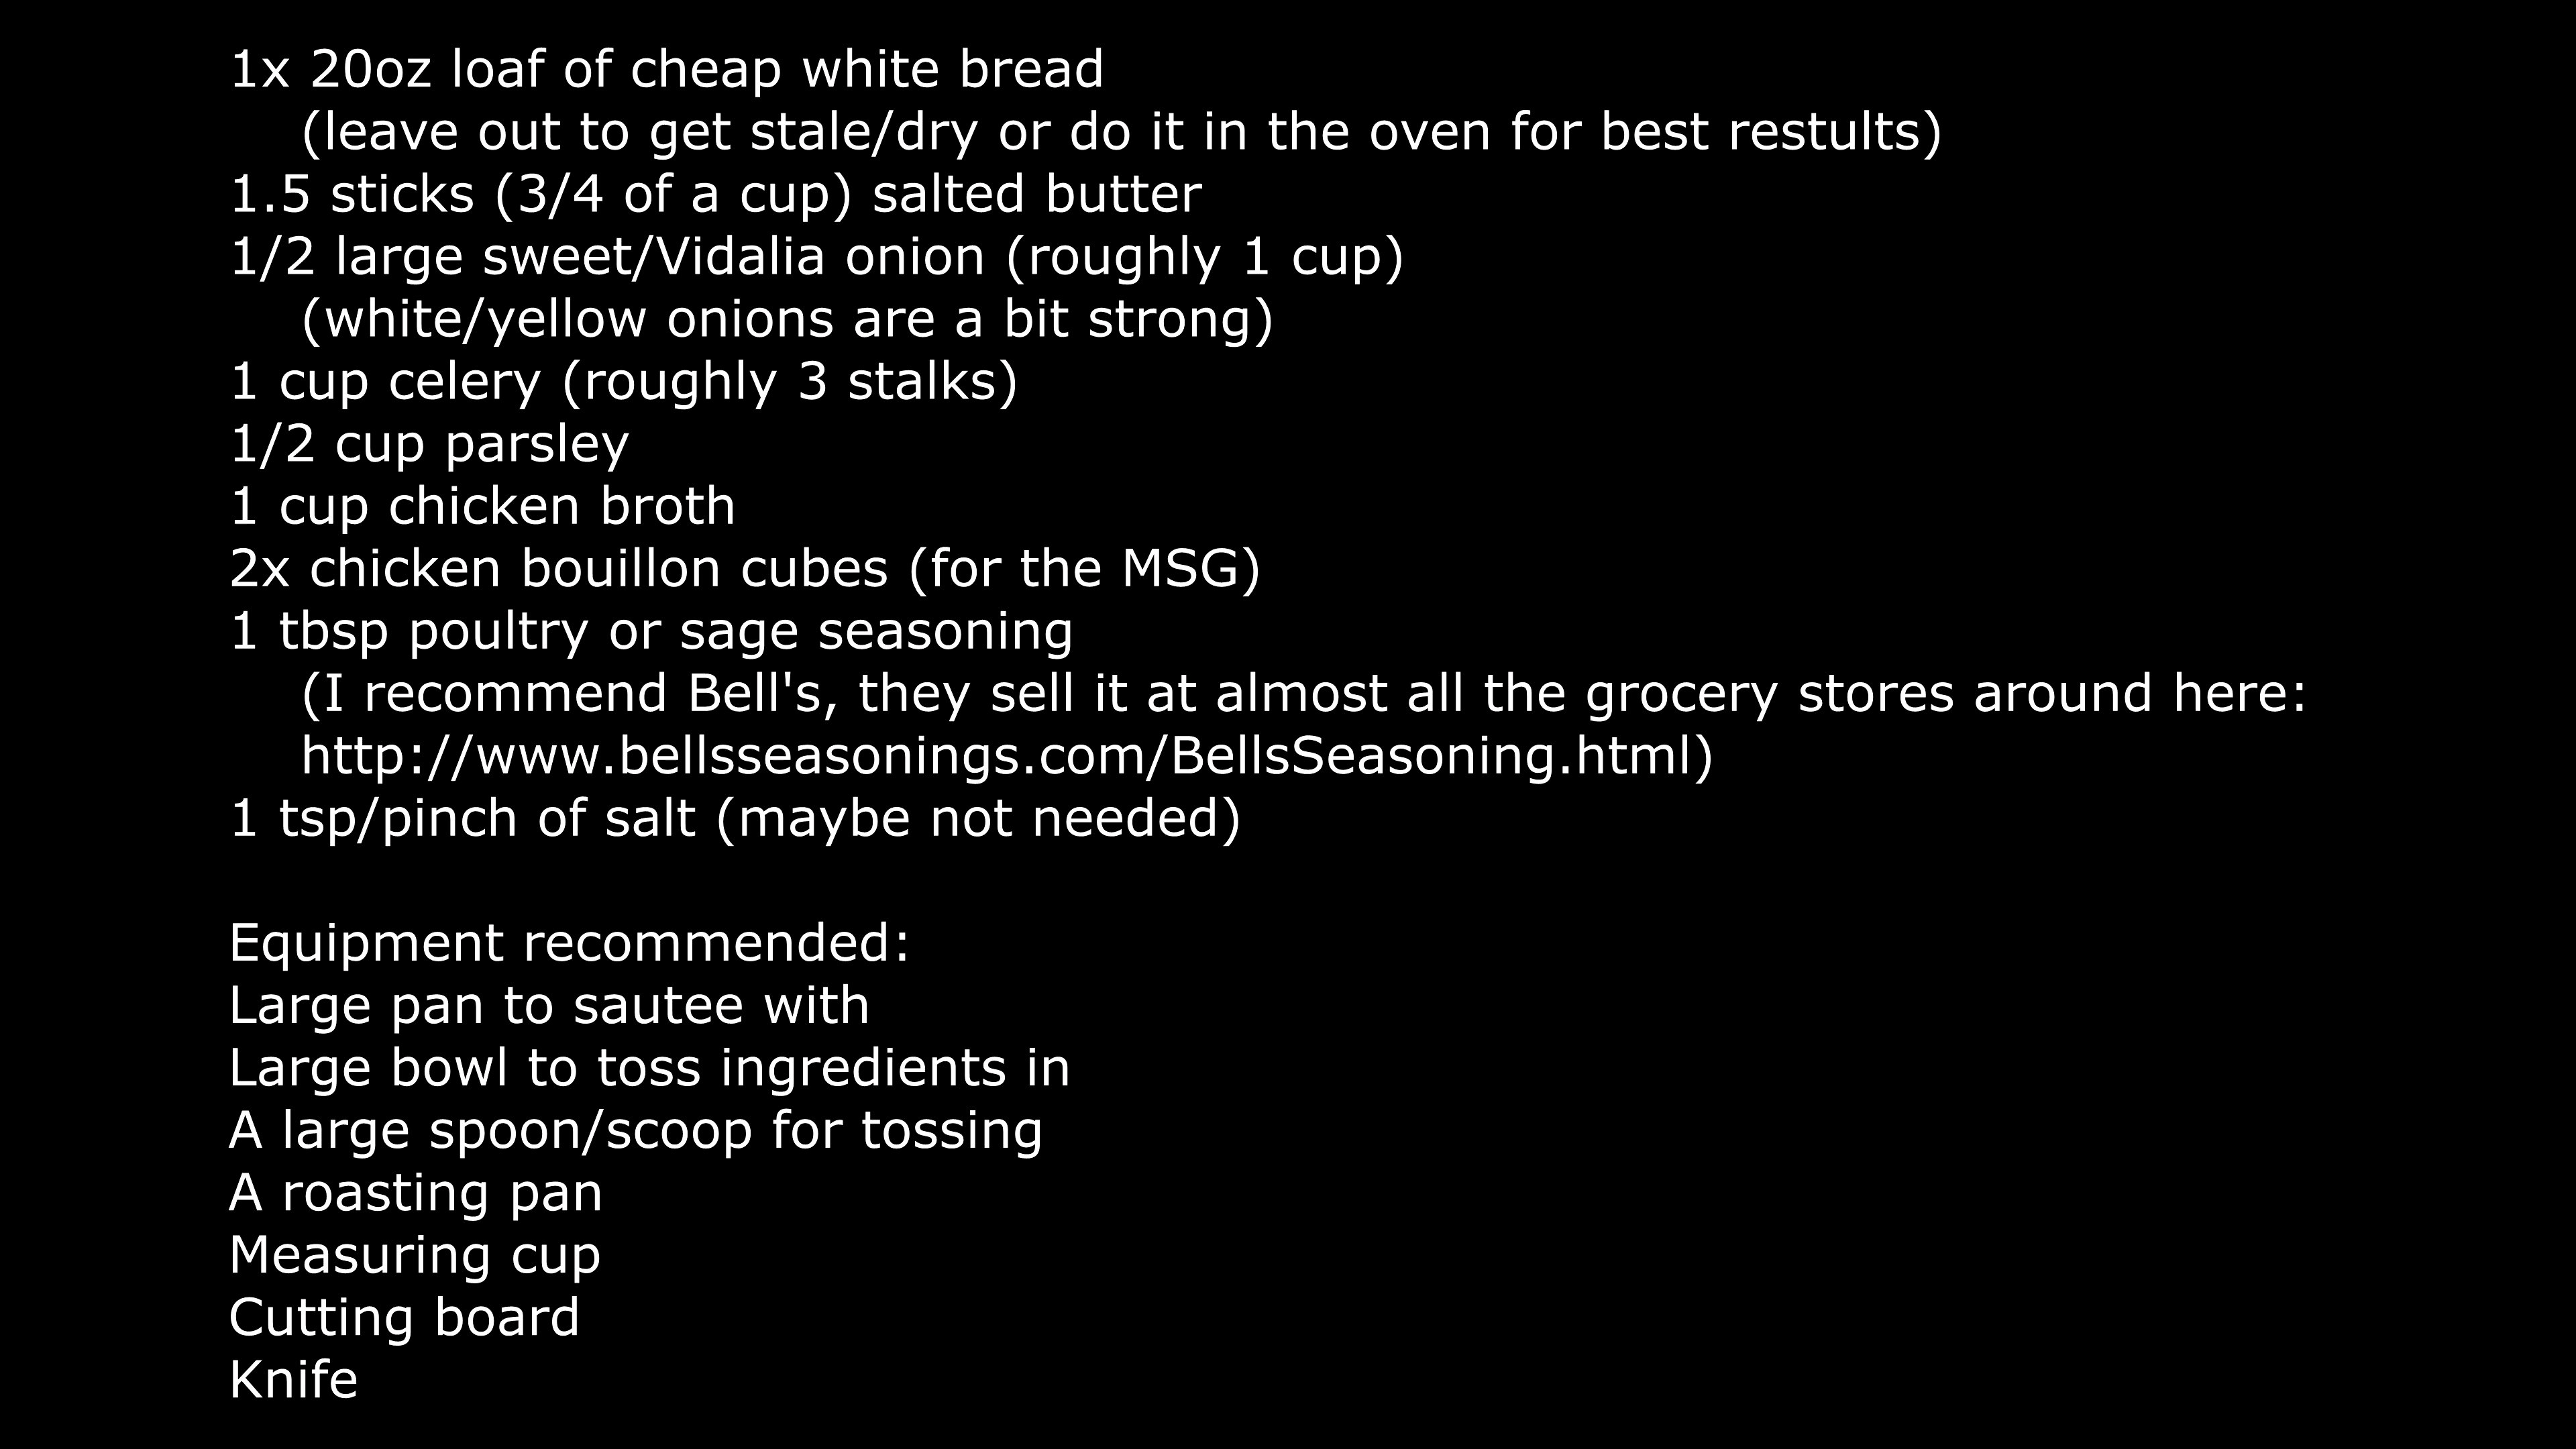 1x 20oz loaf of cheap white bread
(leave out to get stale/dry or do it in the oven for best restults)
1.5 sticks (3/4 of a cup) salted butter
1/2 large sweet/Vidalia onion (roughly 1 cup)
(white/yellow onions are a bit strong)
1 cup celery (roughly 3 stalks)
1/2 cup parsley
1 cup chicken broth
2x chicken bouillon cubes (for the MSG)
1 tbsp poultry or sage seasoning
(I recommend Bell's, they sell it at almost all the grocery stores around here:
http://www.bellsseasonings.com/BellsSeasoning.html)
1 tsp/pinch of salt (maybe not needed)
Equipment recommended:
Large pan to sautee with
Large bowl to toss ingredients in
A large spoon/scoop for tossing
A roasting pan
Measuring cup
Cutting board
Knife